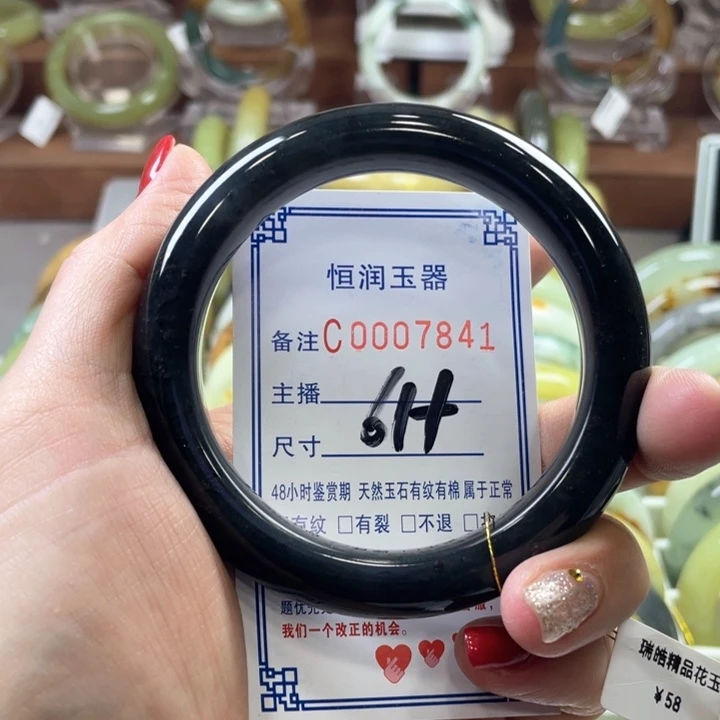 恒润玉器
备注C0007841
主播
尺寸 61
48小时鉴赏期 天然玉石有纹有棉 属于正常
有纹 □有裂 □不退 □
我们一个改正的机会。
瑞皓精品花玉
¥58